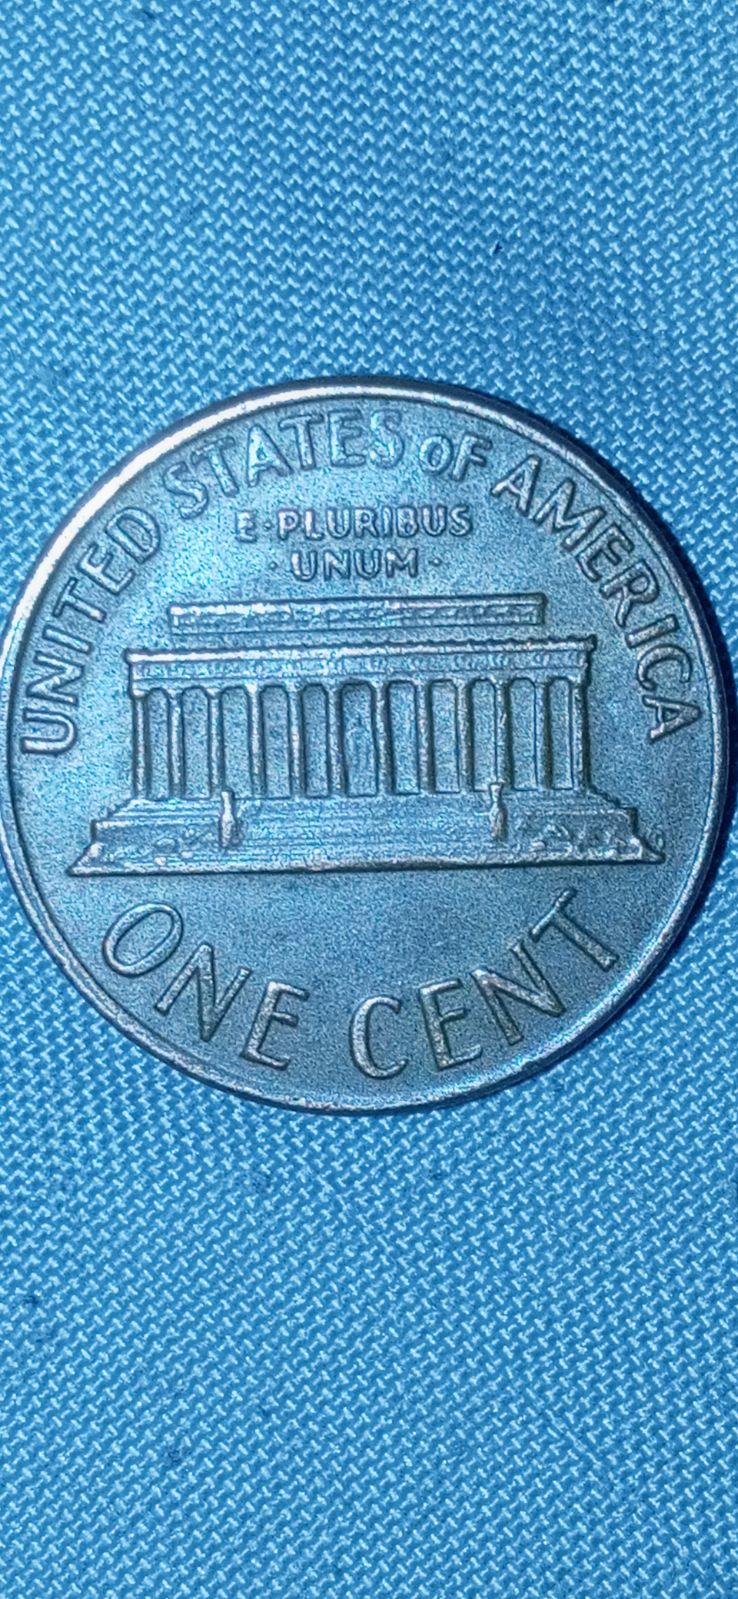 UNITED STATES OF AMERICA
E·PLURIBUS
·UNUM·
ONE CENT